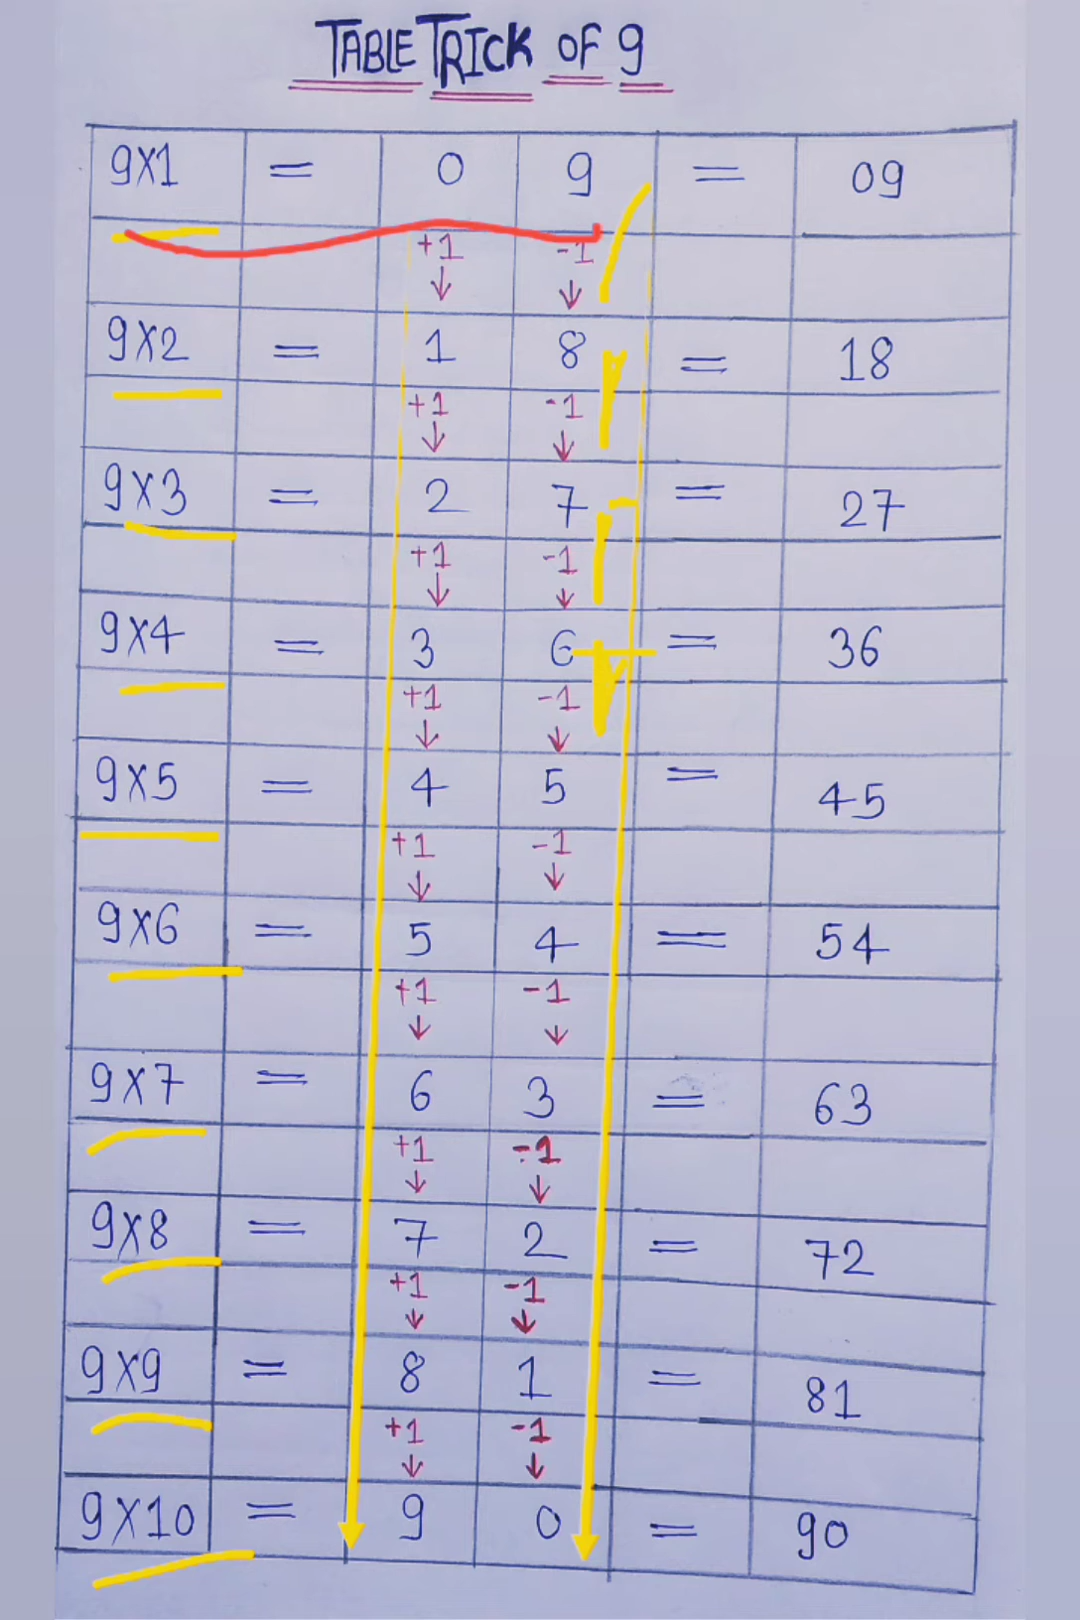 TABLE TRICK OF 9
9X1 = 0 9 = 09
+1 -1
9X2 = 1 8 = 18
+1 -1
9X3 = 2 7 = 27
+1 -1
9X4 = 3 6 = 36
+1 -1
9X5 = 4 5 = 45
+1 -1
9X6 = 5 4 = 54
+1 -1
9X7 = 6 3 = 63
+1 -1
9X8 = 7 2 = 72
+1 -1
9X9 = 8 1 = 81
+1 -1
9X10 = 9 0 = 90